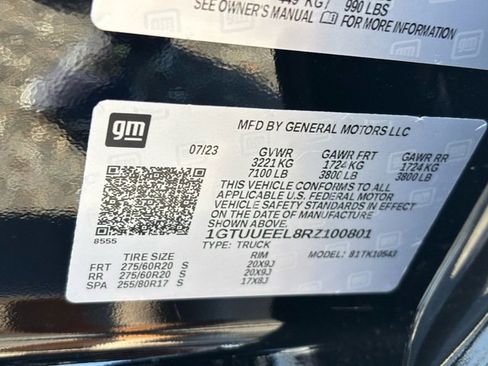 449 KG / 990 LBS
SEE OWNER'S MANUAL FOR MORE INFORMATION
gm
MFD BY GENERAL MOTORS LLC
07/23 GVWR GAWR FRT GAWR RR
3221 KG 1724 KG 1724 KG
7100 LB 3800 LB 3800 LB
THIS VEHICLE CONFORMS TO ALL
APPLICABLE U.S. FEDERAL MOTOR
VEHICLE SAFETY STANDARDS IN EFFECT
ON THE DATE OF MANUFACTURE SHOWN ABOVE.
1GTUUEEL8RZ100801
TYPE: TRUCK MODEL: 81TK10543
8555
TIRE SIZE RIM
FRT 275/60R20 S 20X9J
RR 275/60R20 S 20X9J
SPA 255/80R17 S 17X8J